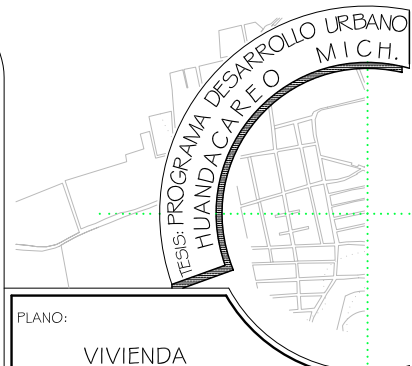 TESIS: PROGRAMA DESARROLLO URBANO
HUANDACAREO MICH.
PLANO:
VIVIENDA